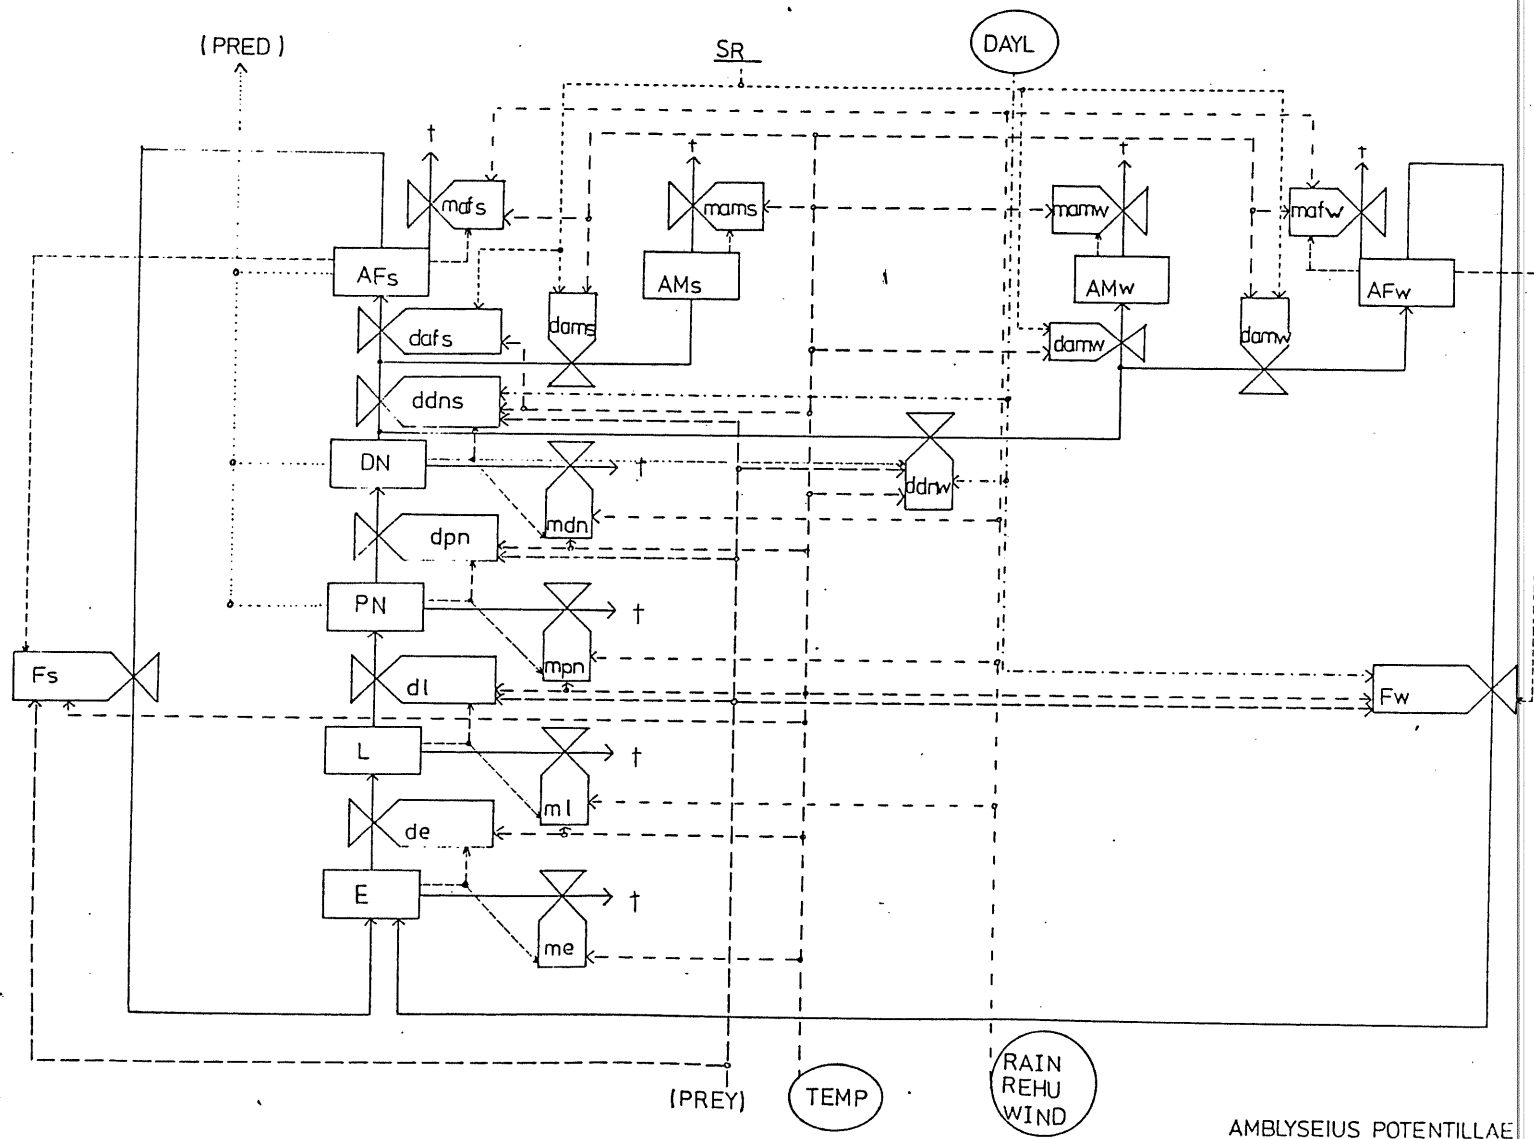 (PRED)
SR
DAYL
†
†
†
†
mafs
mams
mamw
mafw
AFs
AMs
AMw
AFw
dafs
dams
damw
damw
ddns
DN
†
ddnw
mdn
dpn
PN
†
mpn
Fs
dl
Fw
L
†
ml
de
E
†
me
(PREY)
TEMP
RAIN
REHU
WIND
AMBLYSEIUS POTENTILLAE